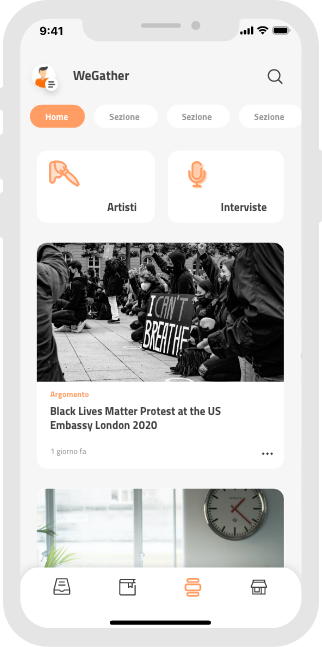 9:41
WeGather
Home
Sezione
Sezione
Sezione
Artisti
Interviste
I CAN'T
BREATHE
Argomento
Black Lives Matter Protest at the US
Embassy London 2020
1 giorno fa